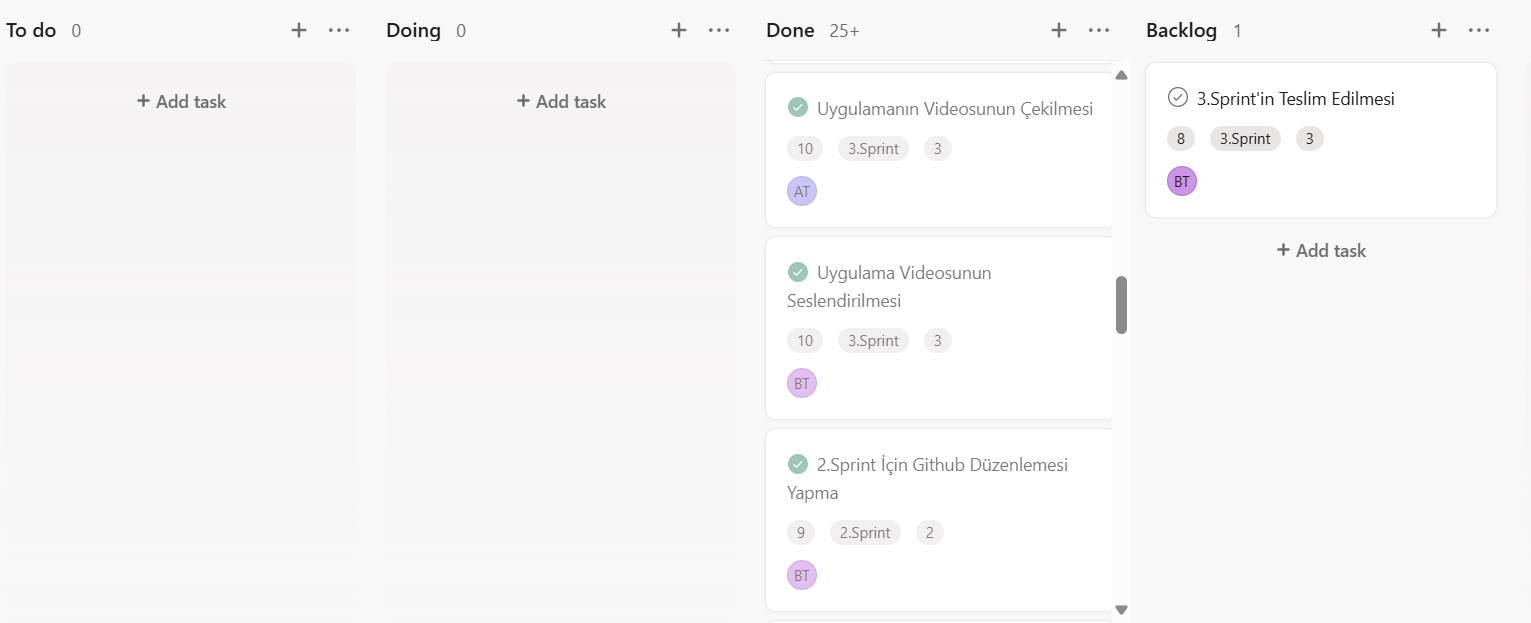 To do 0
+ Add task
Doing 0
+ Add task
Done 25+
Uygulamanın Videosunun Çekilmesi
10 3.Sprint 3
AT
Uygulama Videosunun
Seslendirilmesi
10 3.Sprint 3
BT
2.Sprint İçin Github Düzenlemesi
Yapma
9 2.Sprint 2
BT
Backlog 1
3.Sprint'in Teslim Edilmesi
8 3.Sprint 3
BT
+ Add task